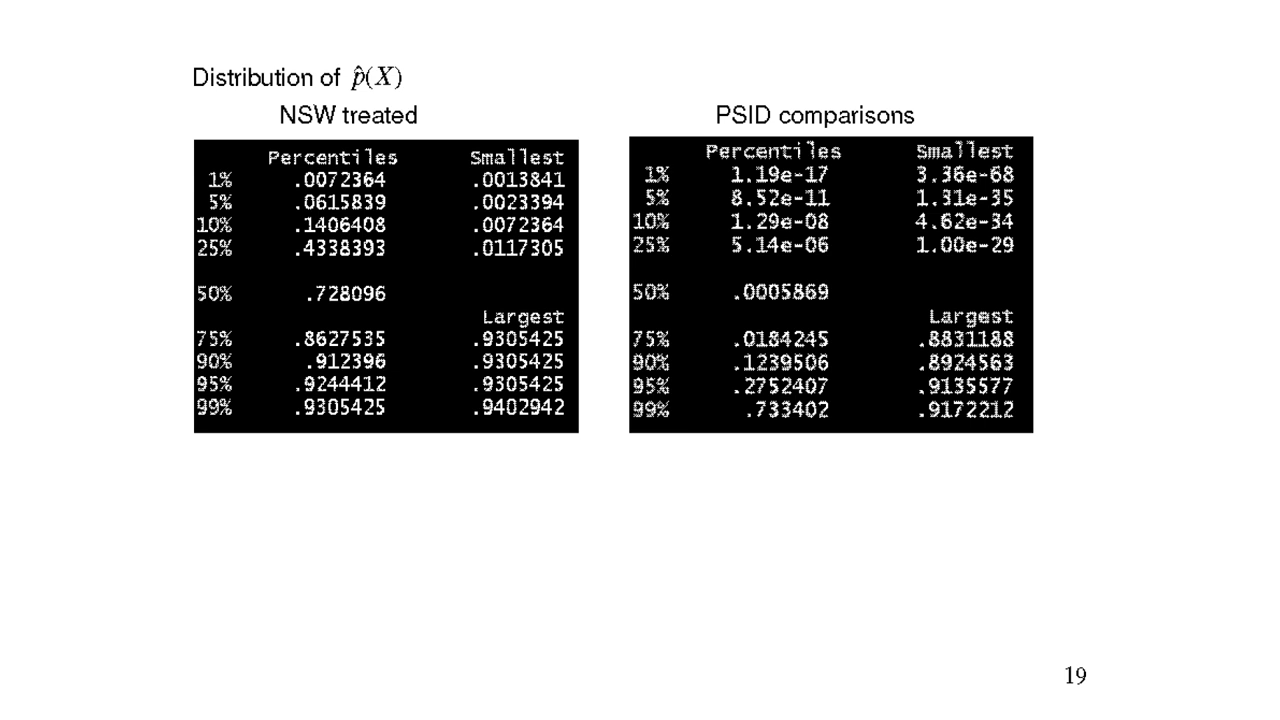 Distribution of p̂(X)
NSW treated
Percentiles Smallest
1% .0072364 .0013841
5% .0615839 .0023394
10% .1406408 .0072364
25% .4338393 .0117305
50% .728096
Largest
75% .8627535 .9305425
90% .912396 .9305425
95% .9244412 .9305425
99% .9305425 .9402942
PSID comparisons
Percentiles Smallest
1% 1.19e-17 3.36e-68
5% 8.52e-11 1.31e-35
10% 1.29e-08 4.62e-34
25% 5.14e-06 1.00e-29
50% .0005869
Largest
75% .0184245 .8831188
90% .1239506 .8924563
95% .2752407 .9135577
99% .733402 .9172212
19